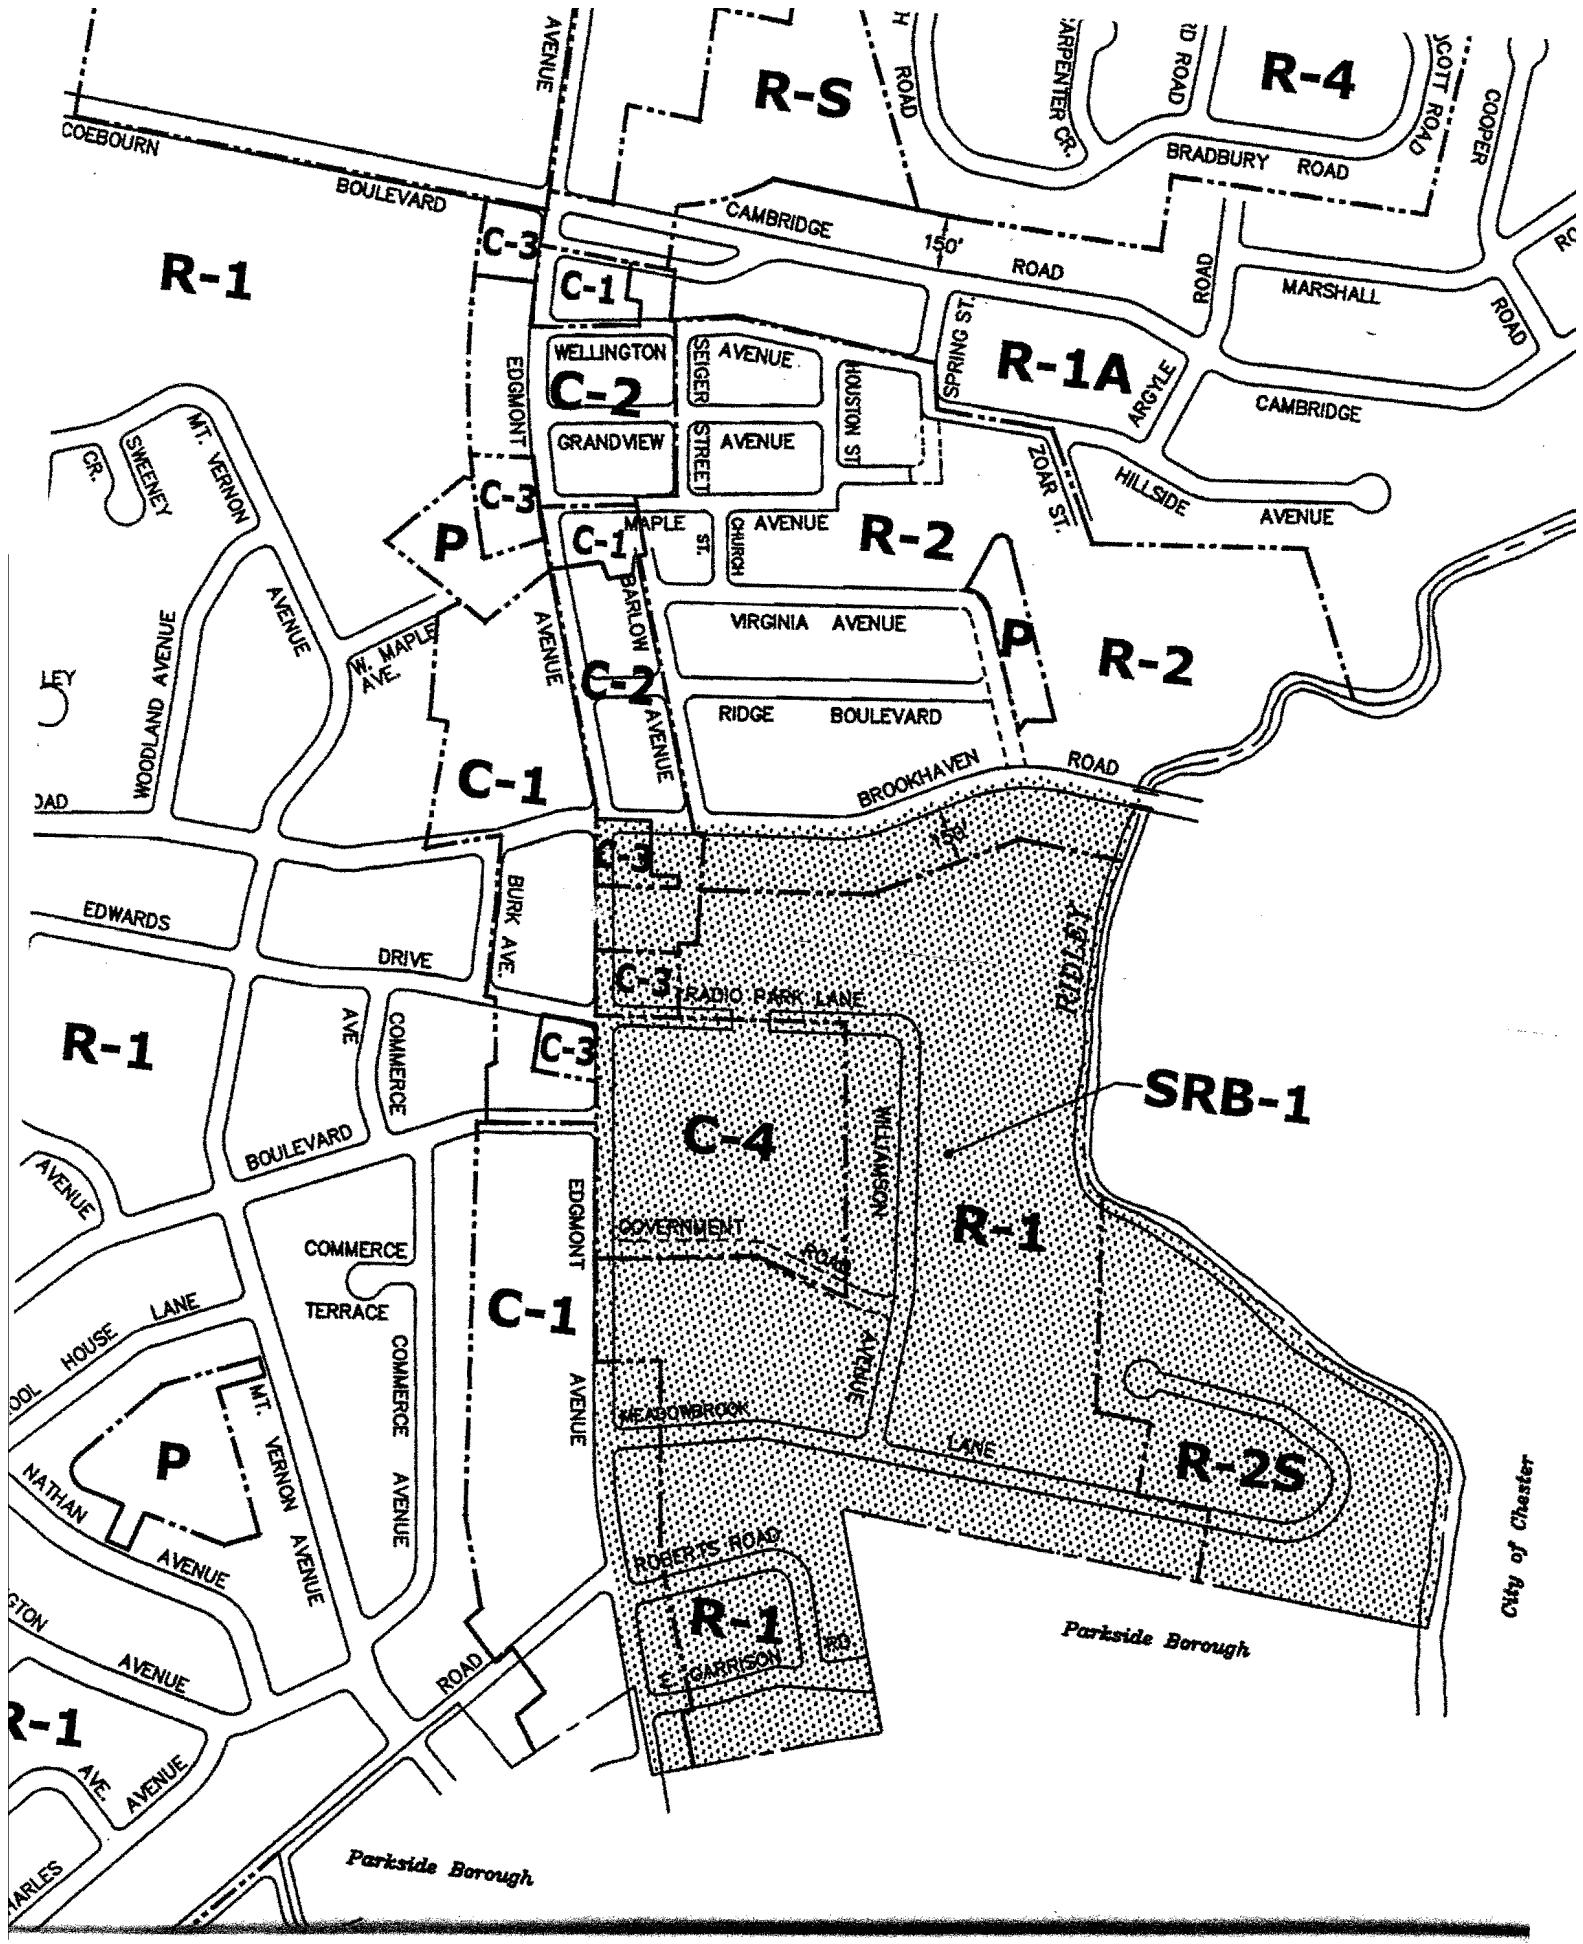 AVENUE
ROAD
R-S
R-4
COOPER
COEBOURN
BOULEVARD
BRADBURY ROAD
CAMBRIDGE
150'
ROAD
ROAD
MARSHALL
ROAD
R-1
C-3
C-1
WELLINGTON
AVENUE
SEIGER
STREET
C-2
EDGMONT
GRANDVIEW
AVENUE
HOUSTON ST
SPRING ST.
R-1A
ARGYLE
CAMBRIDGE
MT. VERNON
SWEENEY
CR.
C-3
P
C-1
MAPLE
AVENUE
ST.
CHURCH
R-2
ZOAR ST.
HILLSIDE
AVENUE
AVENUE
WOODLAND AVENUE
W. MAPLE
AVE.
AVENUE
BARLOW
VIRGINIA AVENUE
P
R-2
LEY
C-2
AVENUE
RIDGE BOULEVARD
C-1
BROOKHAVEN
ROAD
C-3
150'
BURK AVE.
EDWARDS
DRIVE
RIDLEY
C-3
RADIO PARK LANE
R-1
AVE
COMMERCE
C-3
C-4
WILLIAMSON
SRB-1
BOULEVARD
AVENUE
EDGMONT
GOVERNMENT
ROAD
R-1
COMMERCE
TERRACE
C-1
HOUSE
LANE
COMMERCE
AVENUE
AVENUE
AVENUE
MEADOWBROOK
LANE
R-2S
P
MT.
VERNON
AVENUE
NATHAN
AVENUE
ROBERTS ROAD
R-1
E. GARRISON
RD
City of Chester
Parkside Borough
AVENUE
ROAD
R-1
AVE.
AVENUE
Parkside Borough